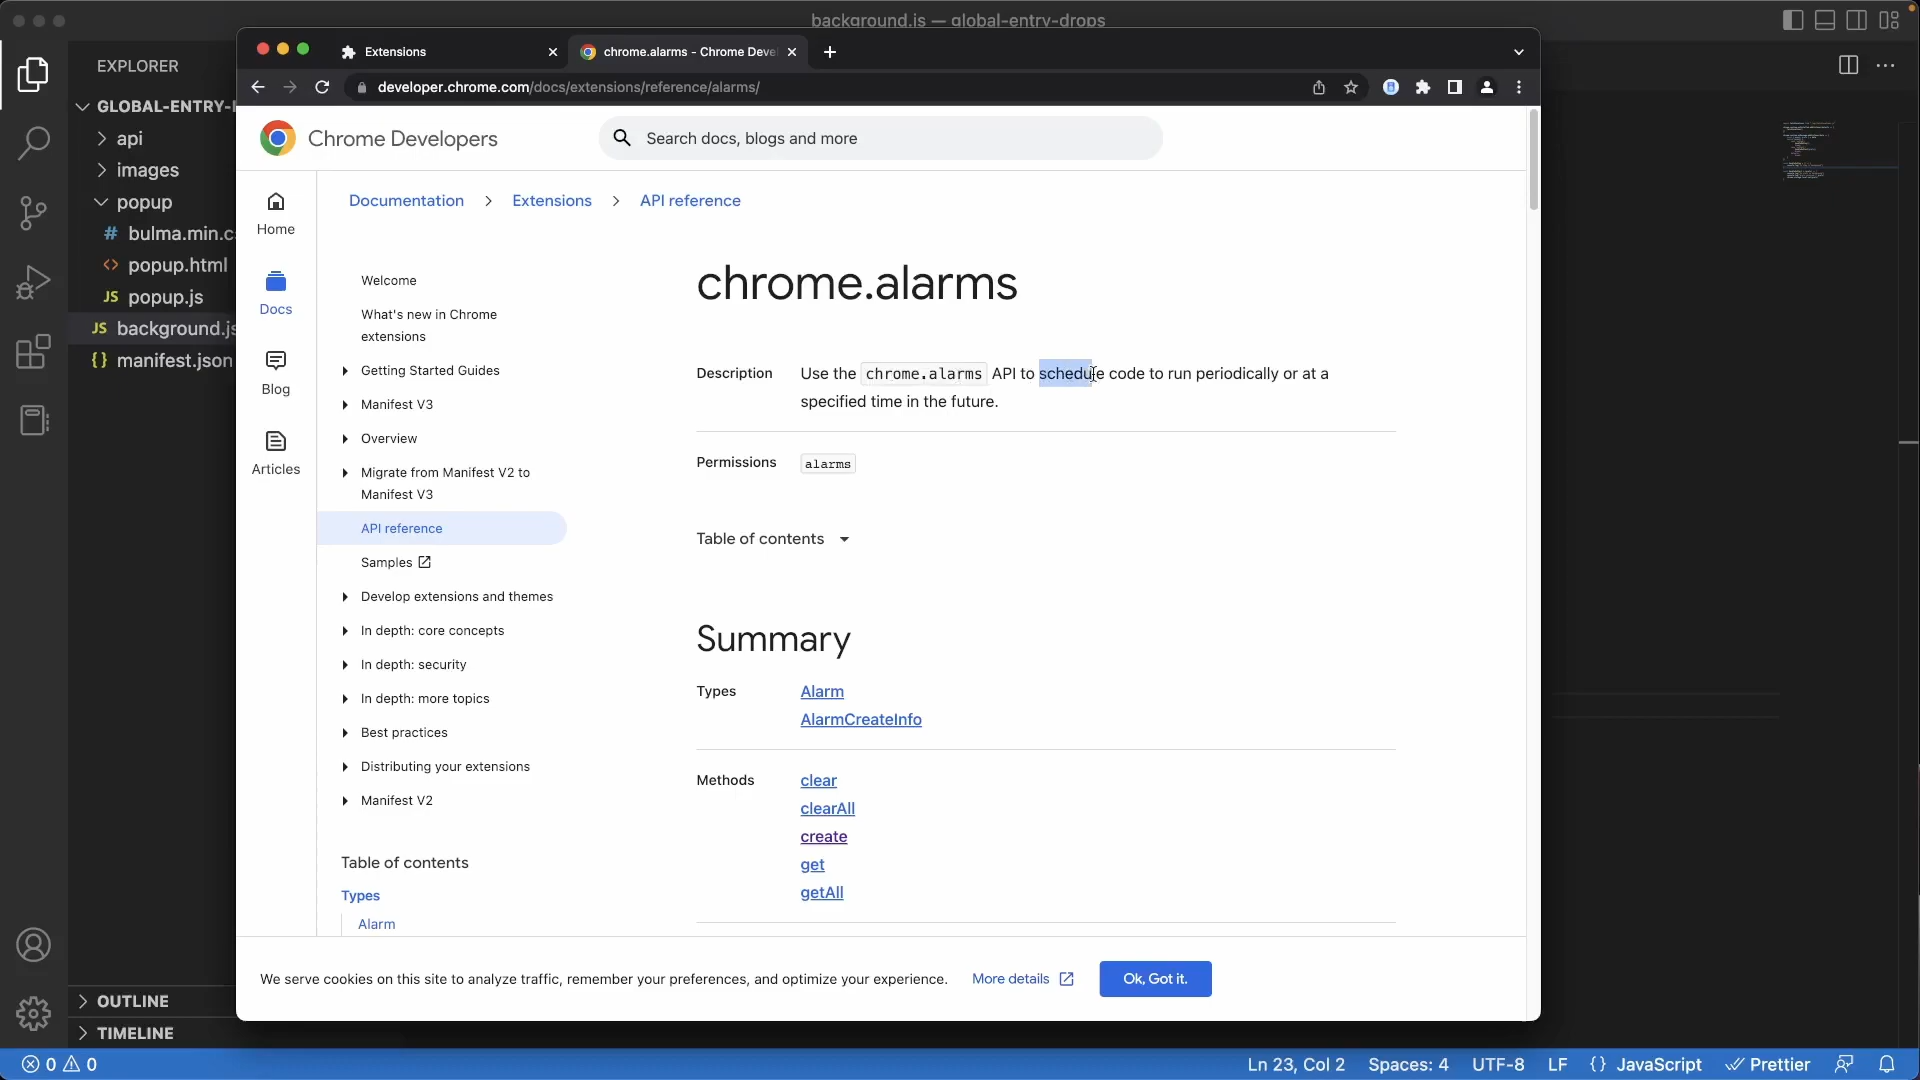 background.js — global-entry-drops
EXPLORER
GLOBAL-ENTRY-
api
images
popup
# bulma.min.c
<> popup.html
JS popup.js
JS background.js
{} manifest.json
OUTLINE
TIMELINE
Extensions
chrome.alarms - Chrome Deve
developer.chrome.com/docs/extensions/reference/alarms/
Chrome Developers
Search docs, blogs and more
Home
Docs
Blog
Articles
Documentation > Extensions > API reference
Welcome
What's new in Chrome
extensions
Getting Started Guides
Manifest V3
Overview
Migrate from Manifest V2 to
Manifest V3
API reference
Samples
Develop extensions and themes
In depth: core concepts
In depth: security
In depth: more topics
Best practices
Distributing your extensions
Manifest V2
Table of contents
Types
Alarm
chrome.alarms
Description Use the chrome.alarms API to schedule code to run periodically or at a
specified time in the future.
Permissions alarms
Table of contents
Summary
Types Alarm
AlarmCreateInfo
Methods clear
clearAll
create
get
getAll
We serve cookies on this site to analyze traffic, remember your preferences, and optimize your experience. More details Ok, Got it.
0 0 Ln 23, Col 2 Spaces: 4 UTF-8 LF {} JavaScript Prettier